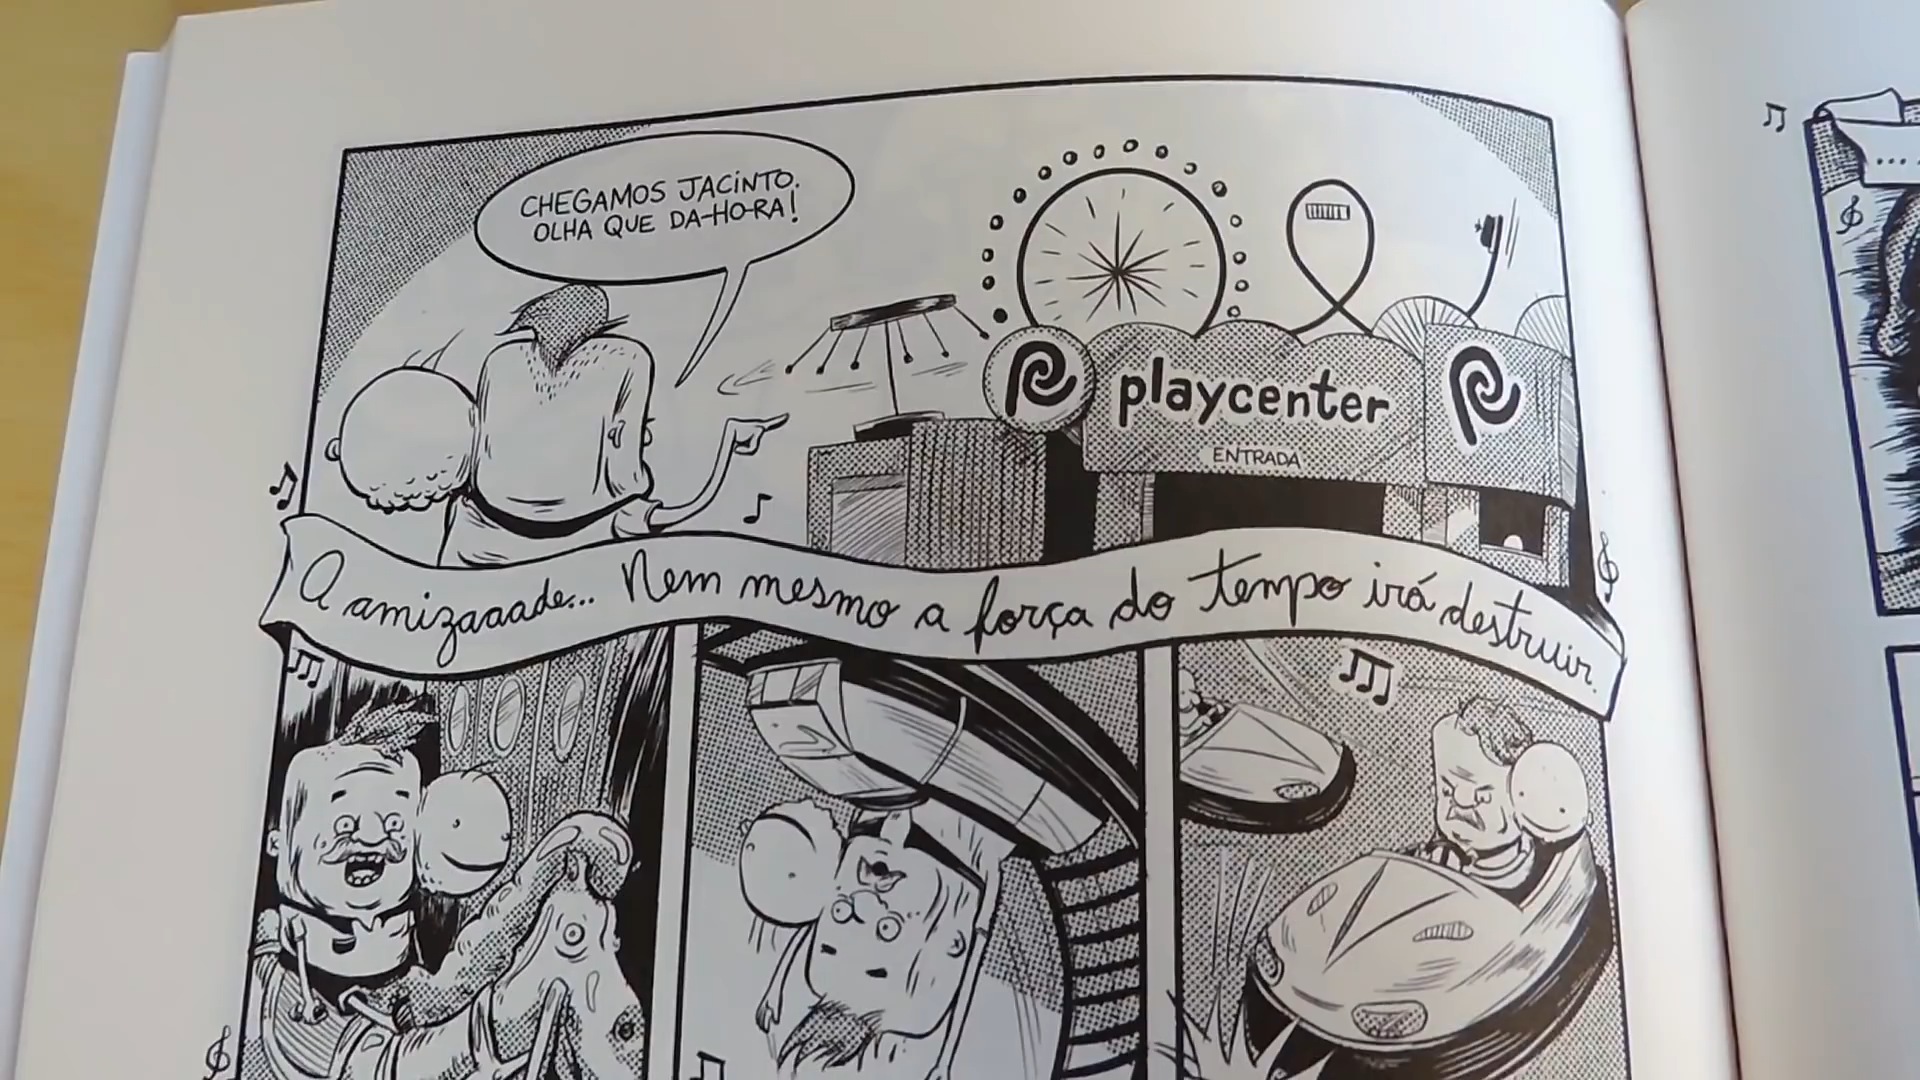 CHEGAMOS JACINTO.
OLHA QUE DA-HO-RA!
playcenter
ENTRADA
A amizaaade... Nem mesmo a força do tempo irá destruir.
...